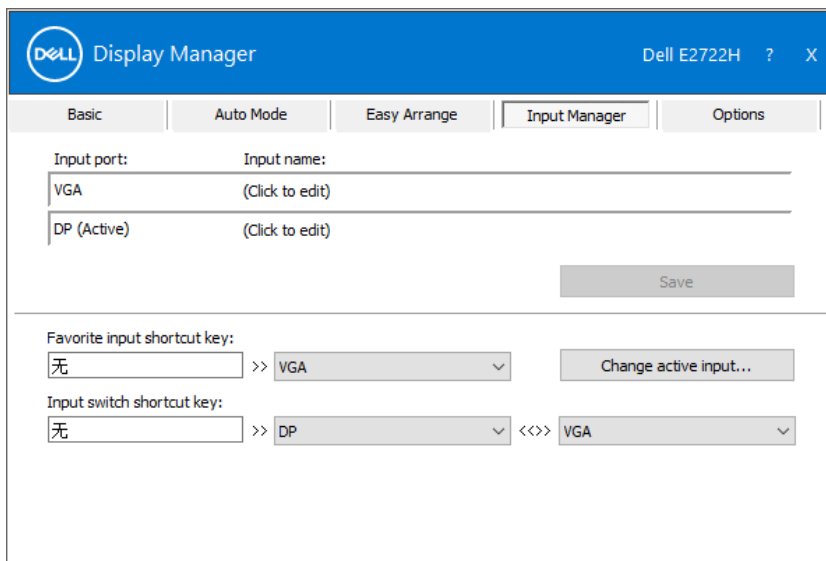 DELL Display Manager Dell E2722H ? X
Basic Auto Mode Easy Arrange Input Manager Options
Input port: Input name:
VGA (Click to edit)
DP (Active) (Click to edit)
Save
Favorite input shortcut key:
无 >> VGA Change active input...
Input switch shortcut key:
无 >> DP <<>> VGA